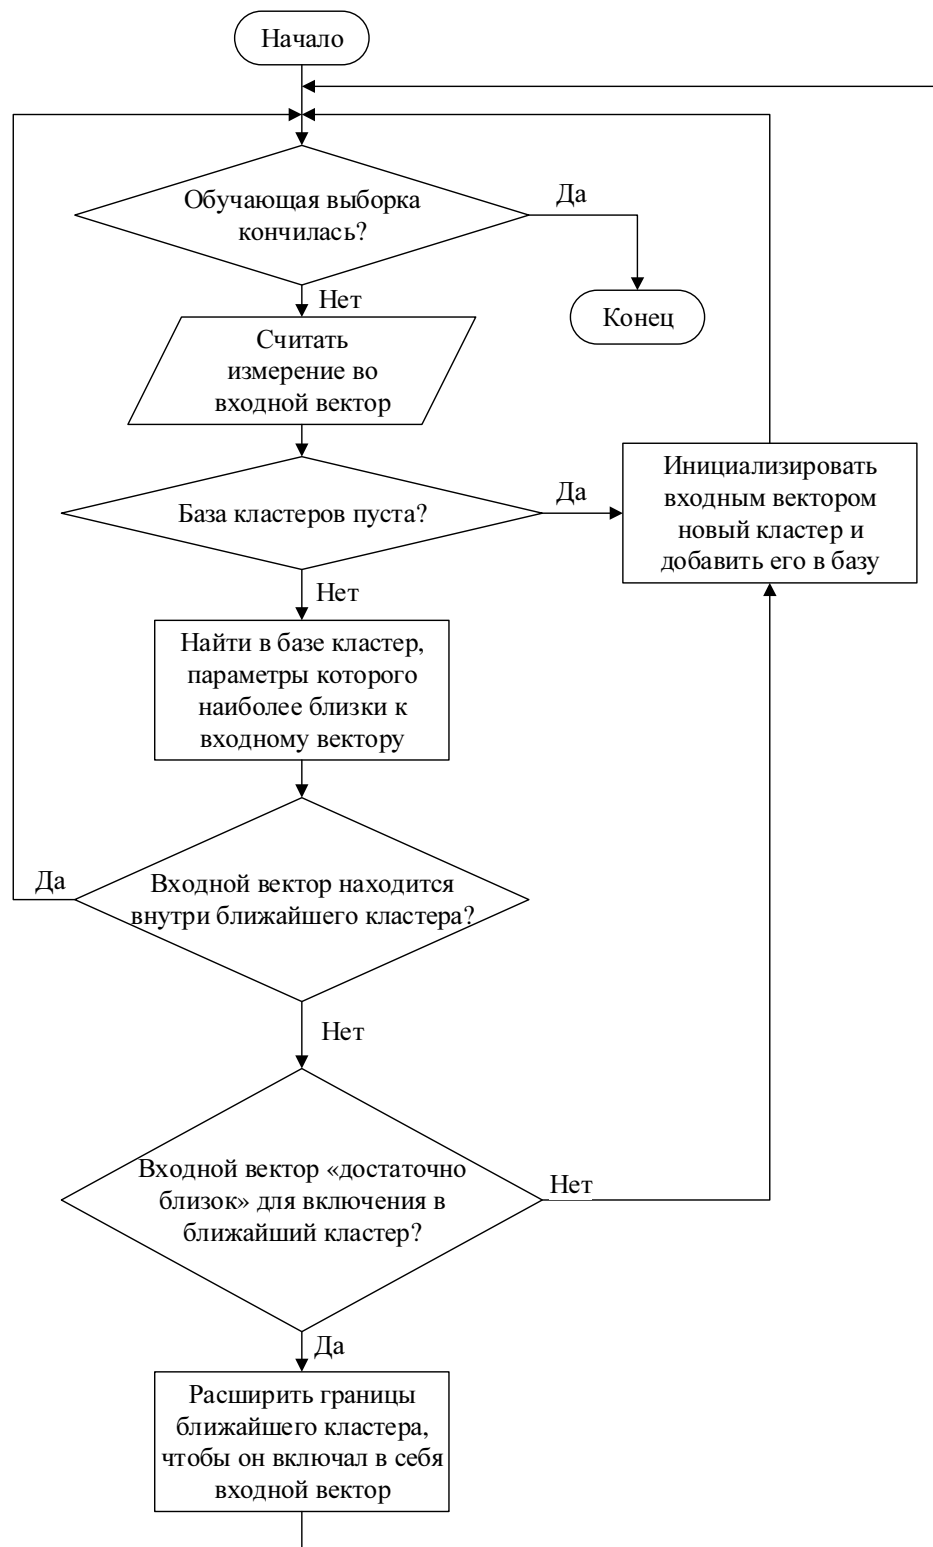 Начало
Обучающая выборка
кончилась?
Да
Нет
Конец
Считать
измерение во
входной вектор
База кластеров пуста?
Да
Инициализировать
входным вектором
новый кластер и
добавить его в базу
Нет
Найти в базе кластер,
параметры которого
наиболее близки к
входному вектору
Да
Входной вектор находится
внутри ближайшего кластера?
Нет
Входной вектор «достаточно
близок» для включения в
ближайший кластер?
Нет
Да
Расширить границы
ближайшего кластера,
чтобы он включал в себя
входной вектор